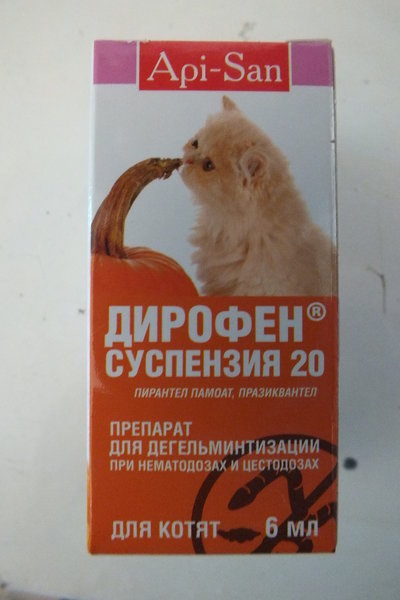 Api-San
ДИРОФЕН®
СУСПЕНЗИЯ 20
ПИРАНТЕЛ ПАМОАТ, ПРАЗИКВАНТЕЛ
ПРЕПАРАТ
ДЛЯ ДЕГЕЛЬМИНТИЗАЦИИ
ПРИ НЕМАТОДОЗАХ И ЦЕСТОДОЗАХ
ДЛЯ КОТЯТ 6 МЛ